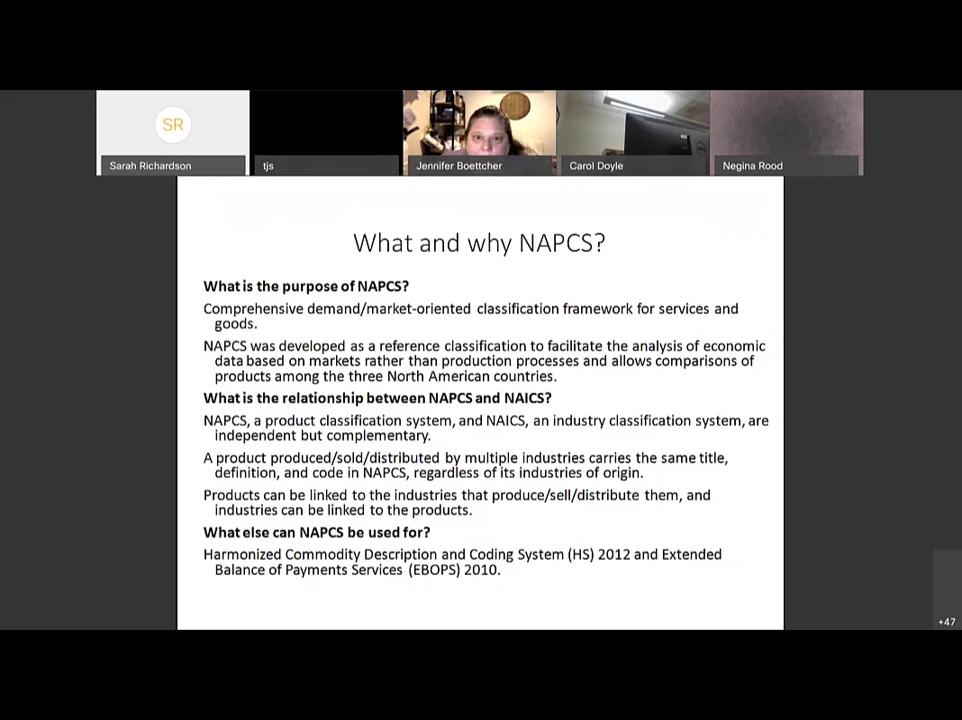 SR
Sarah Richardson
tjs
Jennifer Boettcher
Carol Doyle
Negina Rood
What and why NAPCS?
What is the purpose of NAPCS?
Comprehensive demand/market-oriented classification framework for services and
goods.
NAPCS was developed as a reference classification to facilitate the analysis of economic
data based on markets rather than production processes and allows comparisons of
products among the three North American countries.
What is the relationship between NAPCS and NAICS?
NAPCS, a product classification system, and NAICS, an industry classification system, are
independent but complementary.
A product produced/sold/distributed by multiple industries carries the same title,
definition, and code in NAPCS, regardless of its industries of origin.
Products can be linked to the industries that produce/sell/distribute them, and
industries can be linked to the products.
What else can NAPCS be used for?
Harmonized Commodity Description and Coding System (HS) 2012 and Extended
Balance of Payments Services (EBOPS) 2010.
+47